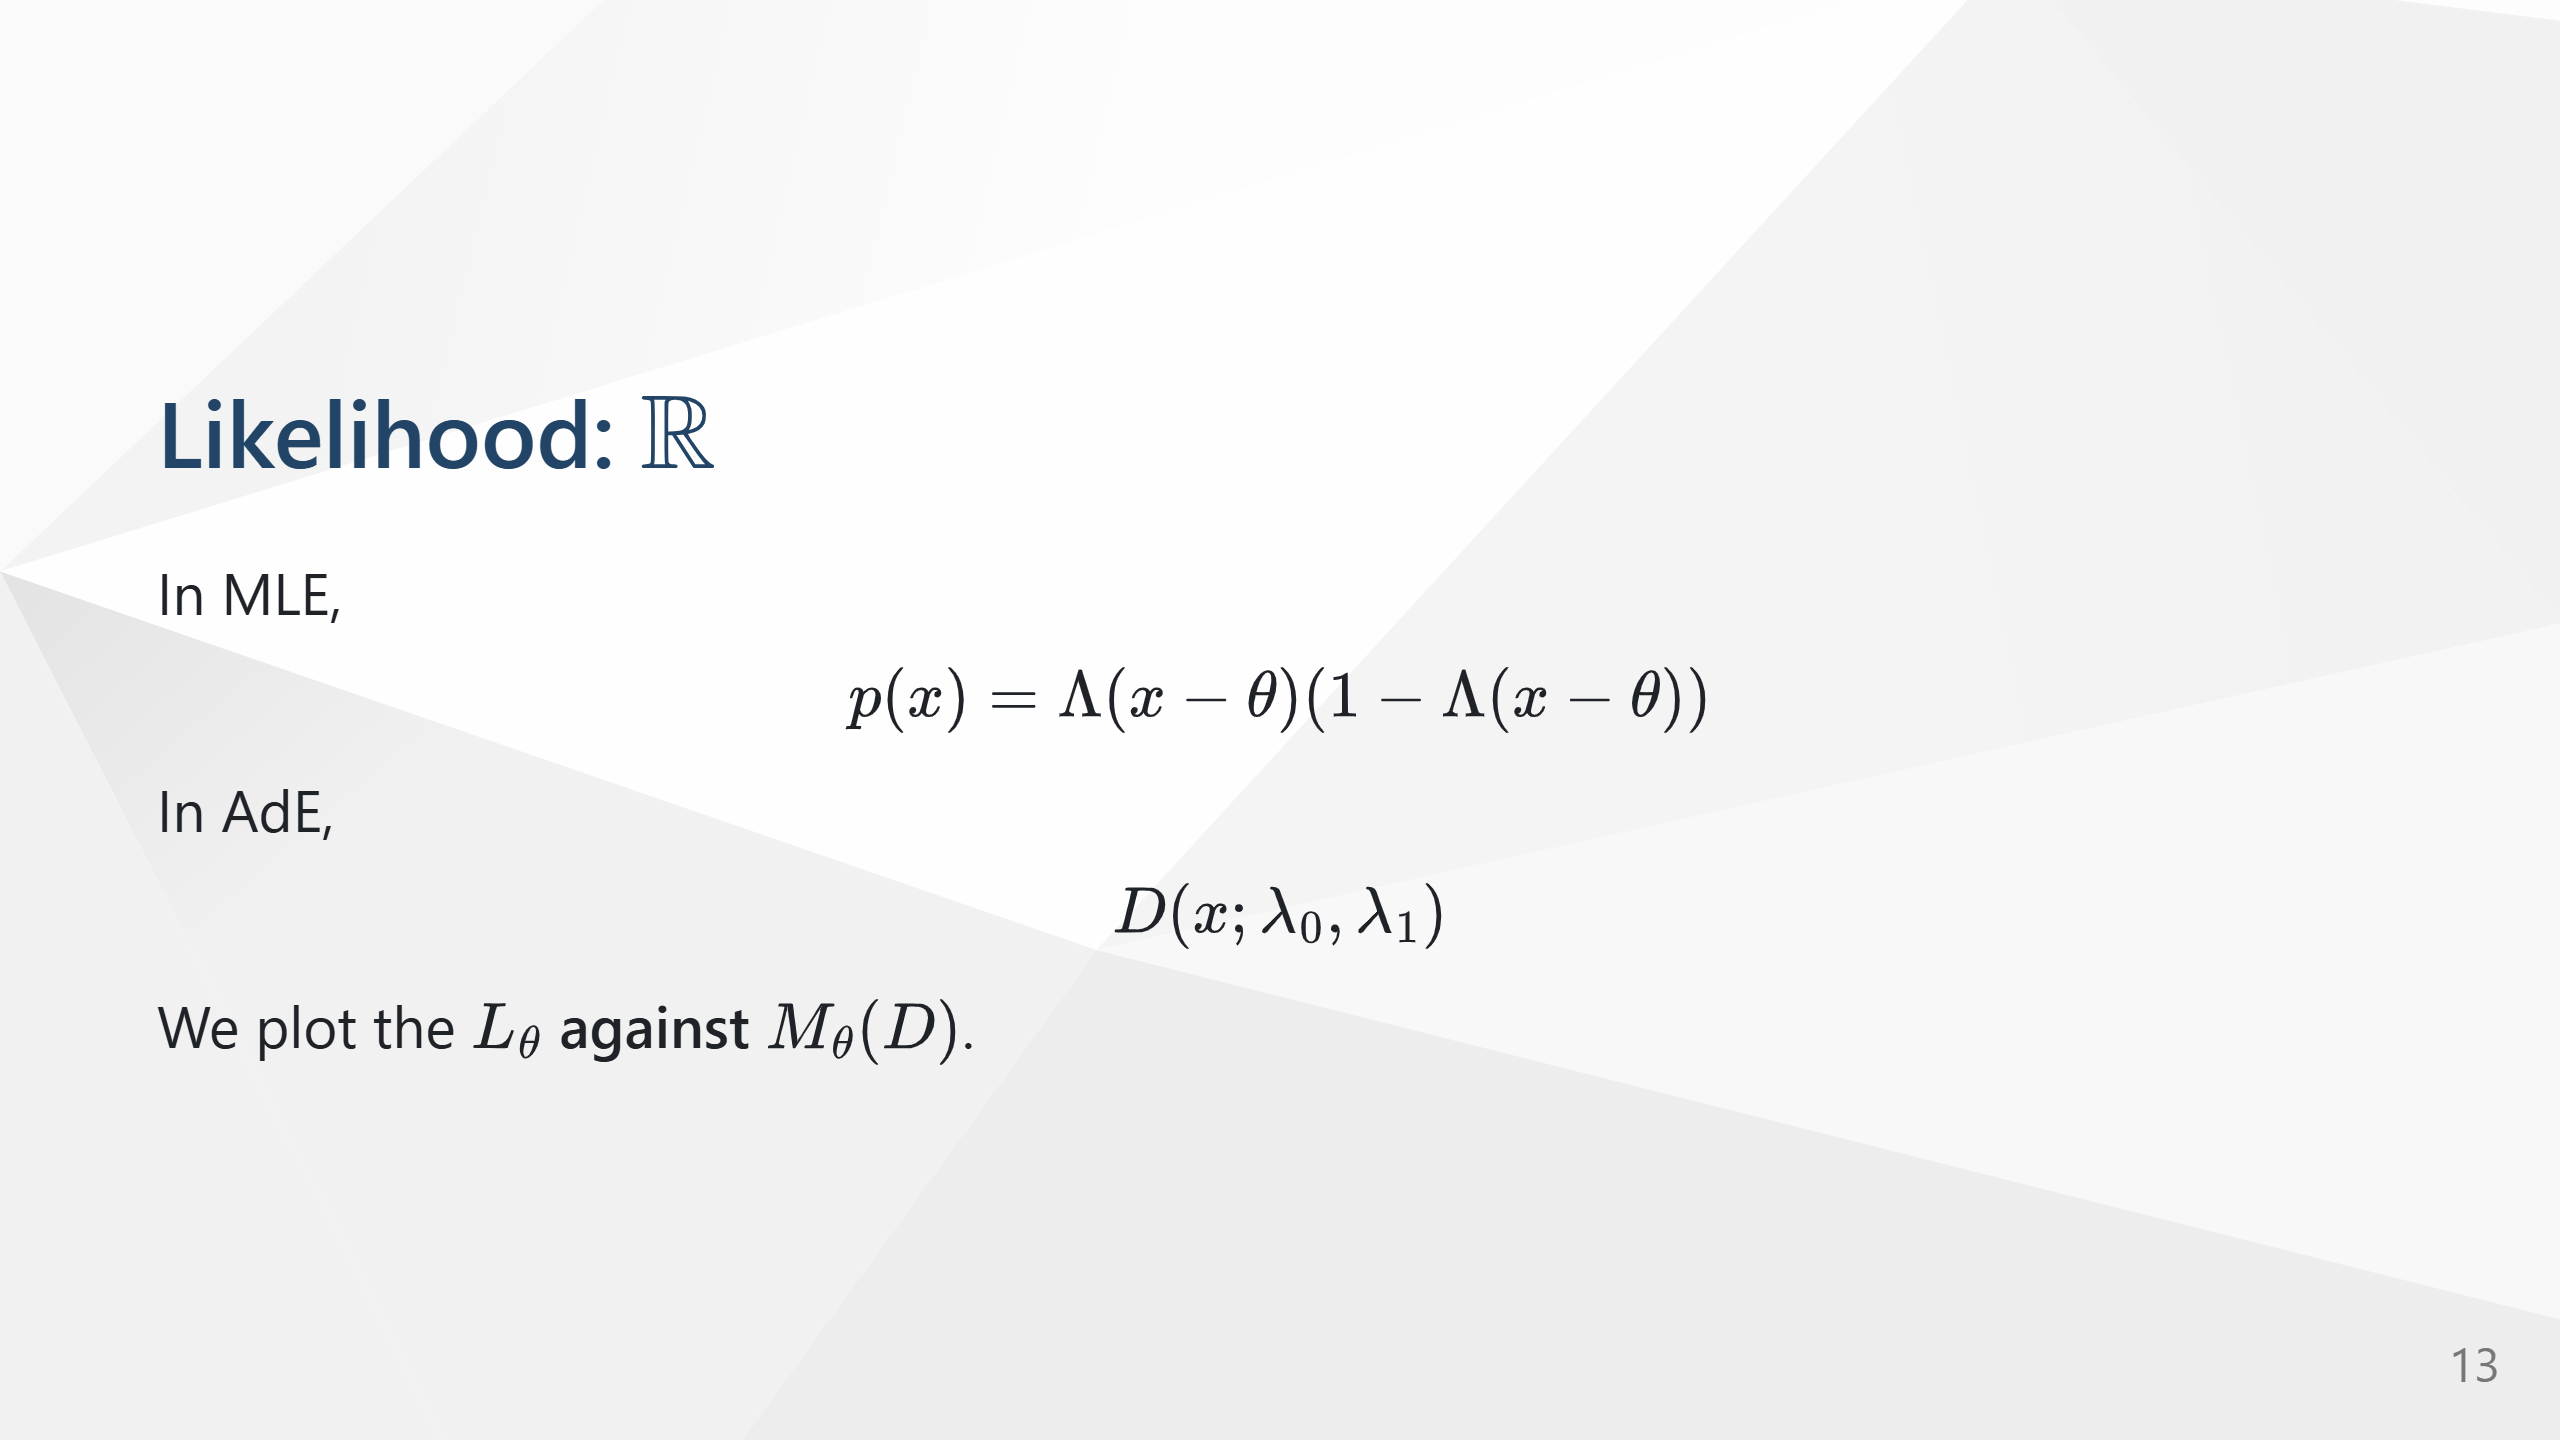 Likelihood: ℝ
In MLE,
p(x) = Λ(x − θ)(1 − Λ(x − θ))
In AdE,
D(x; λ₀, λ₁)
We plot the L_θ against M_θ(D).
13